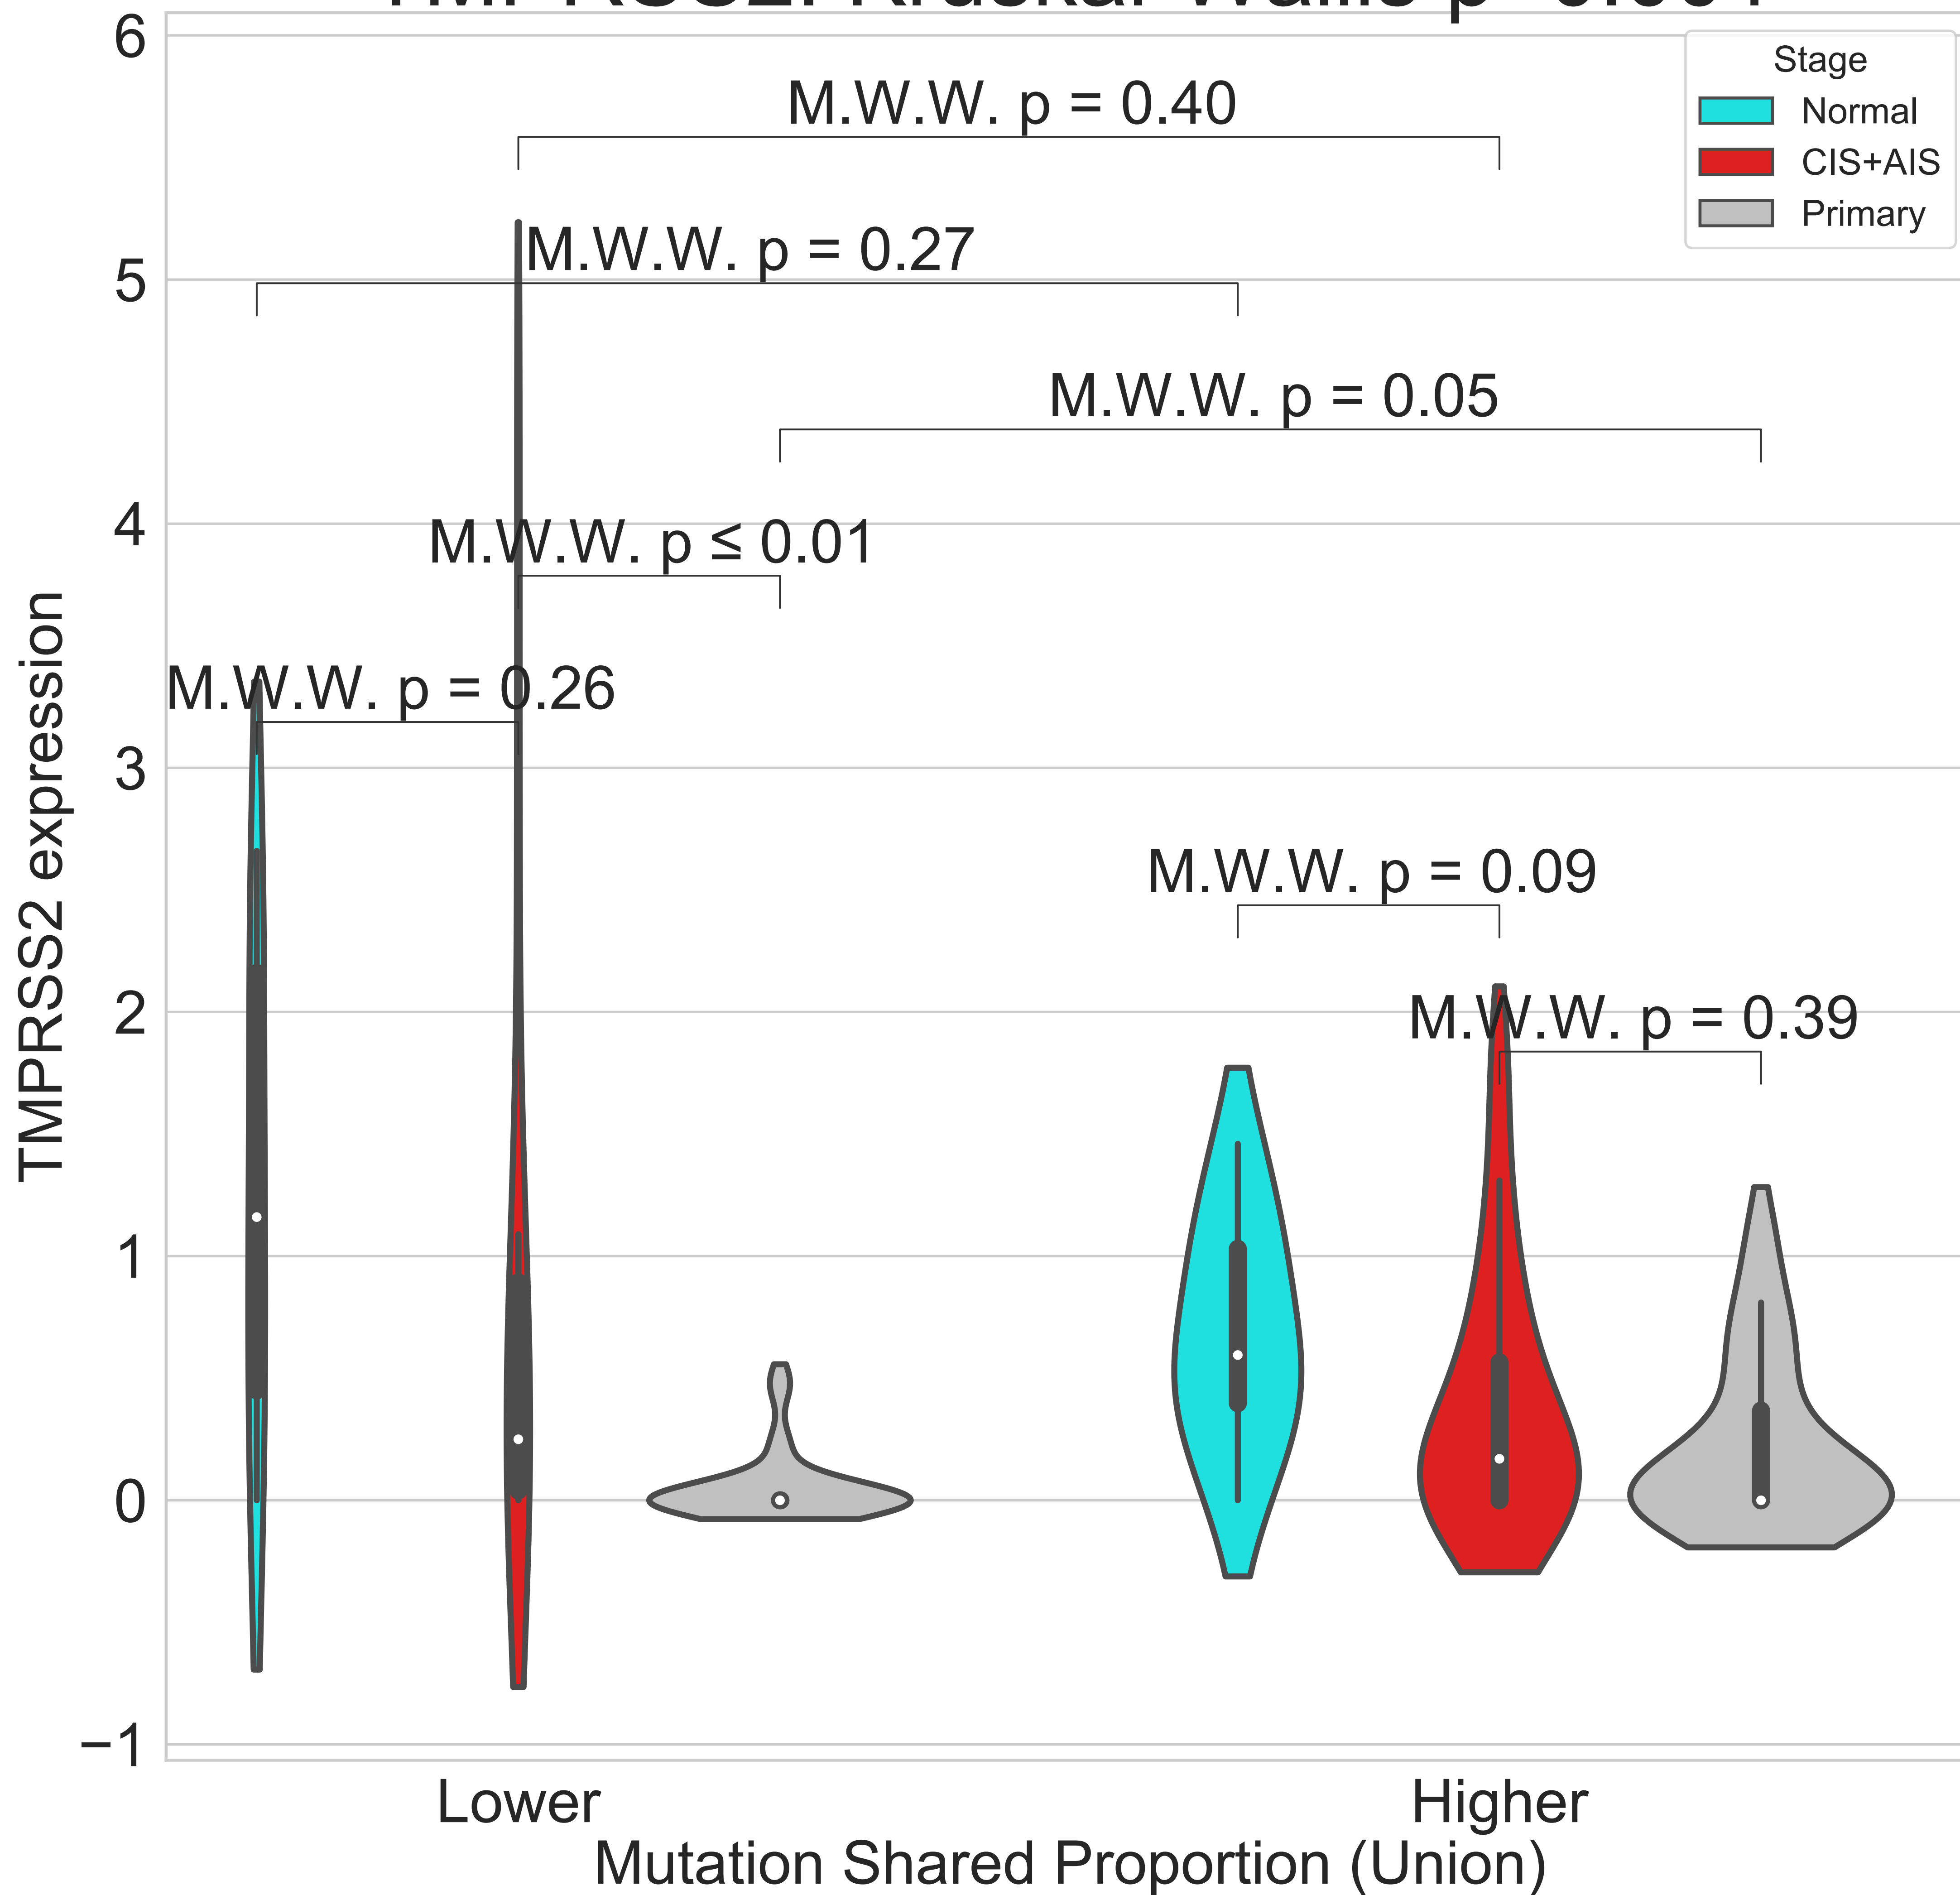 6
5
4
3
2
1
0
−1
TMPRSS2 expression
M.W.W. p = 0.40
M.W.W. p = 0.27
M.W.W. p = 0.05
M.W.W. p ≤ 0.01
M.W.W. p = 0.26
M.W.W. p = 0.09
M.W.W. p = 0.39
Stage
Normal
CIS+AIS
Primary
Lower
Higher
Mutation Shared Proportion (Union)